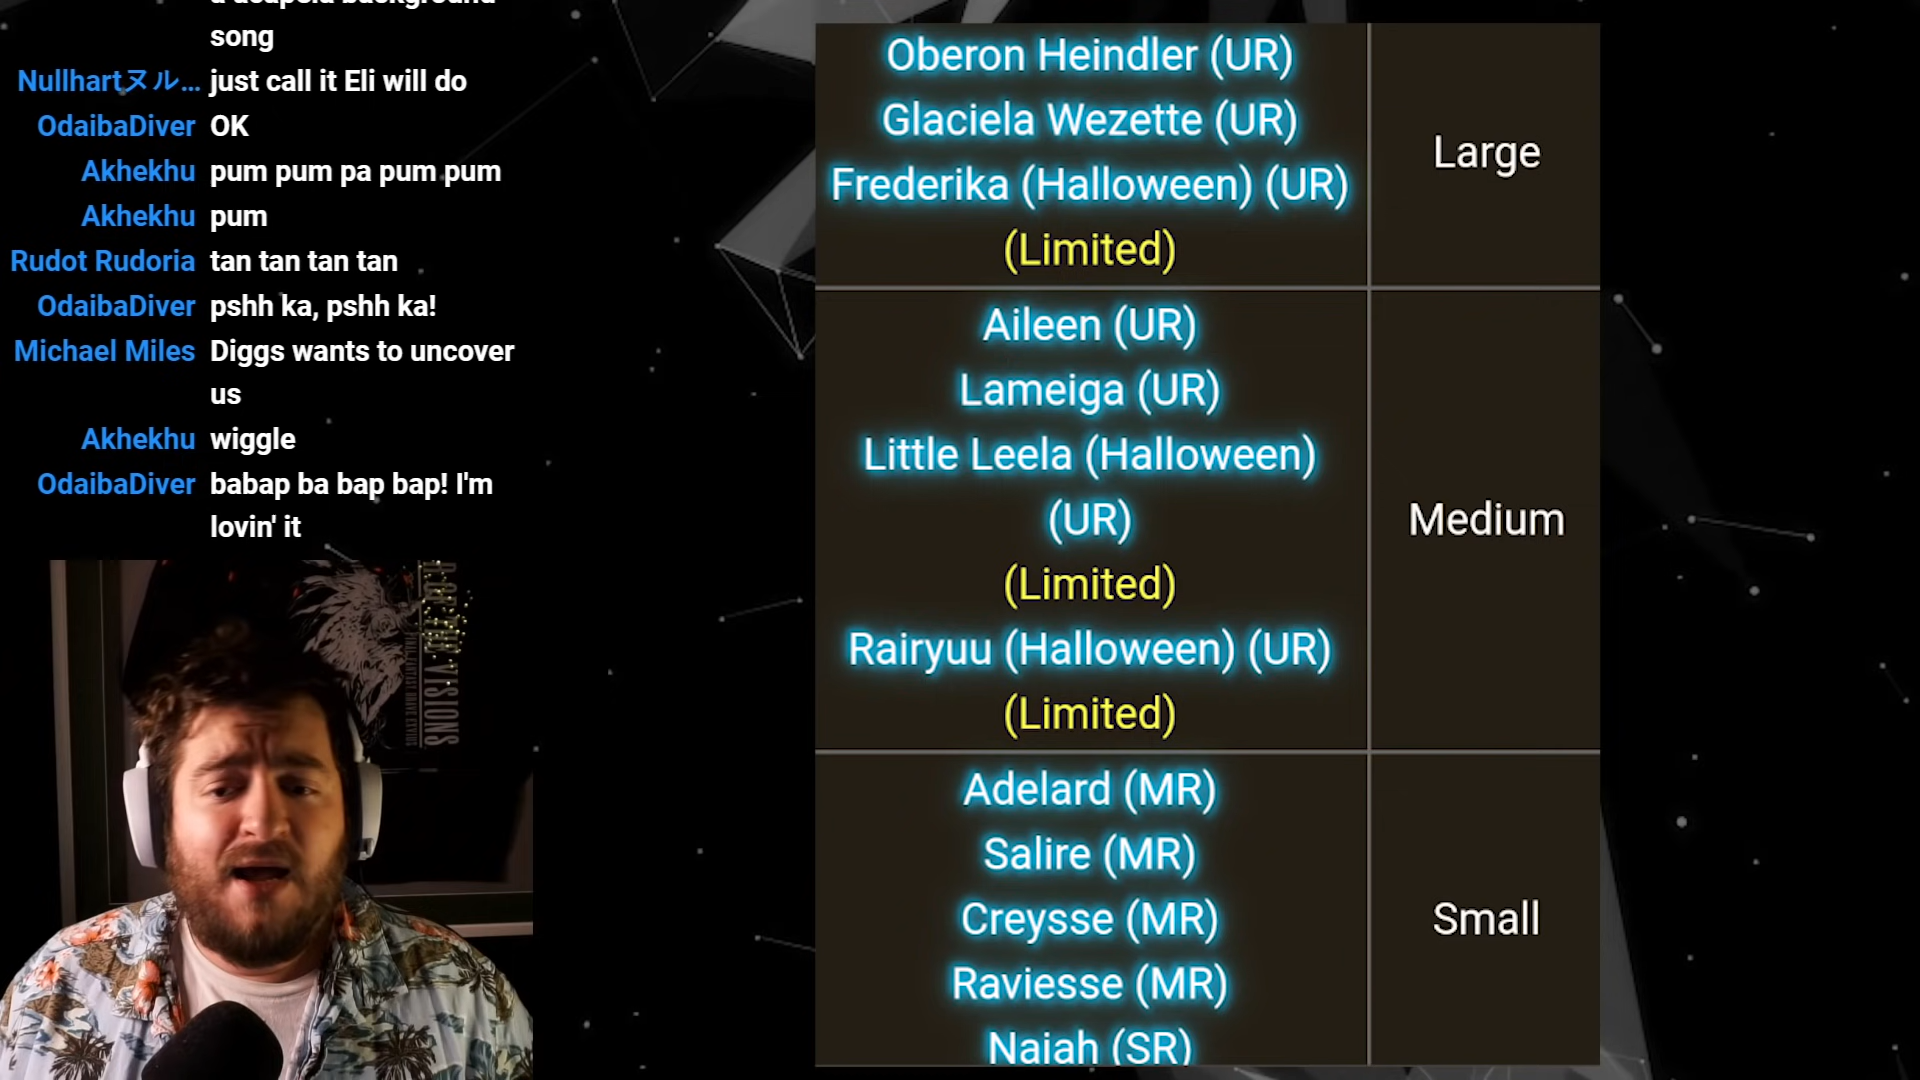 song
Nullhartヌル...
just call it Eli will do
OdaibaDiver
OK
Akhekhu
pum pum pa pum pum
Akhekhu
pum
Rudot Rudoria
tan tan tan tan
OdaibaDiver
pshh ka, pshh ka!
Michael Miles
Diggs wants to uncover
us
Akhekhu
wiggle
OdaibaDiver
babap ba bap bap! I'm
lovin' it
VISIONS
Oberon Heindler (UR)
Glaciela Wezette (UR)
Frederika (Halloween) (UR)
(Limited)
Large
Aileen (UR)
Lameiga (UR)
Little Leela (Halloween)
(UR)
(Limited)
Rairyuu (Halloween) (UR)
(Limited)
Medium
Adelard (MR)
Salire (MR)
Creysse (MR)
Raviesse (MR)
Naiah (SR)
Small